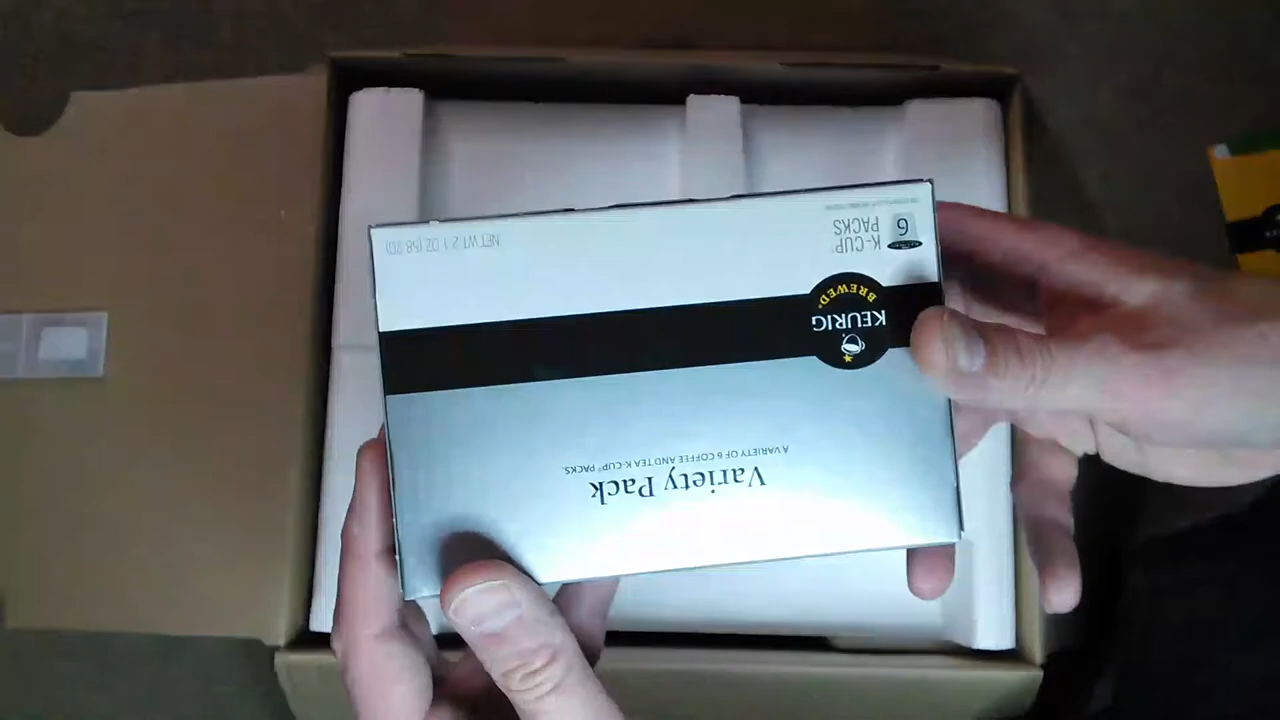 Variety Pack
A VARIETY OF 6 COFFEE AND TEA K-CUP® PACKS.
KEURIG
BREWED®
6
K-CUP®
PACKS
NET WT 2.1 OZ (58.2G)